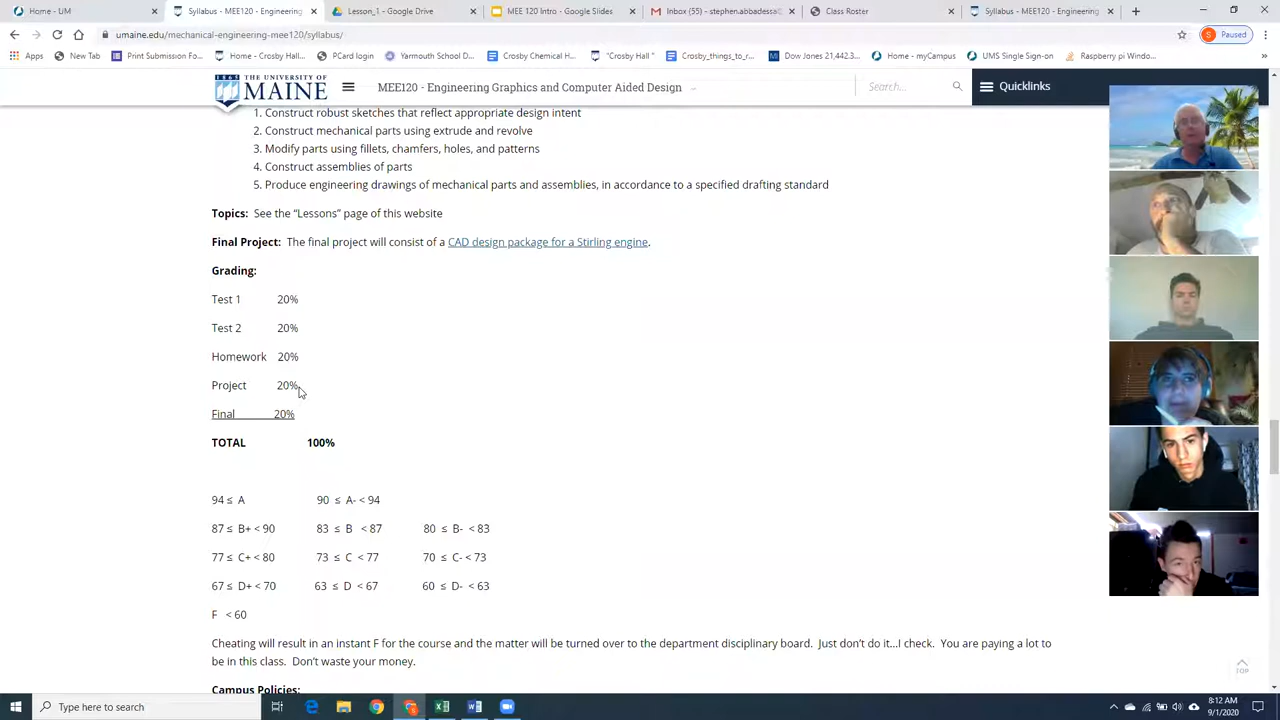 Home - UM
Syllabus - MEE120 - Engineering
Lesson_1 - Google Drive
MEE 120 Intro - Google Slides
Inbox (55) - stephen.abbadessa@
Class Roster
Syllabus - MEE120 - Engineering
umaine.edu/mechanical-engineering-mee120/syllabus/
S Paused
Apps New Tab Print Submission Fo... Home - Crosby Hall... PCard login Yarmouth School D... Crosby Chemical H... "Crosby Hall " Crosby_things_to_r... Dow Jones 21,442.3... Home - myCampus UMS Single Sign-on Raspberry pi Windo...
1865 THE UNIVERSITY OF
MAINE
MEE120 - Engineering Graphics and Computer Aided Design
Search...
Quicklinks
1. Construct robust sketches that reflect appropriate design intent
2. Construct mechanical parts using extrude and revolve
3. Modify parts using fillets, chamfers, holes, and patterns
4. Construct assemblies of parts
5. Produce engineering drawings of mechanical parts and assemblies, in accordance to a specified drafting standard
Topics: See the “Lessons” page of this website
Final Project: The final project will consist of a CAD design package for a Stirling engine.
Grading:
Test 1 20%
Test 2 20%
Homework 20%
Project 20%
Final 20%
TOTAL 100%
94 ≤ A 90 ≤ A- < 94
87 ≤ B+ < 90 83 ≤ B < 87 80 ≤ B- < 83
77 ≤ C+ < 80 73 ≤ C < 77 70 ≤ C- < 73
67 ≤ D+ < 70 63 ≤ D < 67 60 ≤ D- < 63
F < 60
Cheating will result in an instant F for the course and the matter will be turned over to the department disciplinary board. Just don’t do it…I check. You are paying a lot to
be in this class. Don’t waste your money.
Campus Policies:
TOP
Type here to search
8:12 AM
9/1/2020